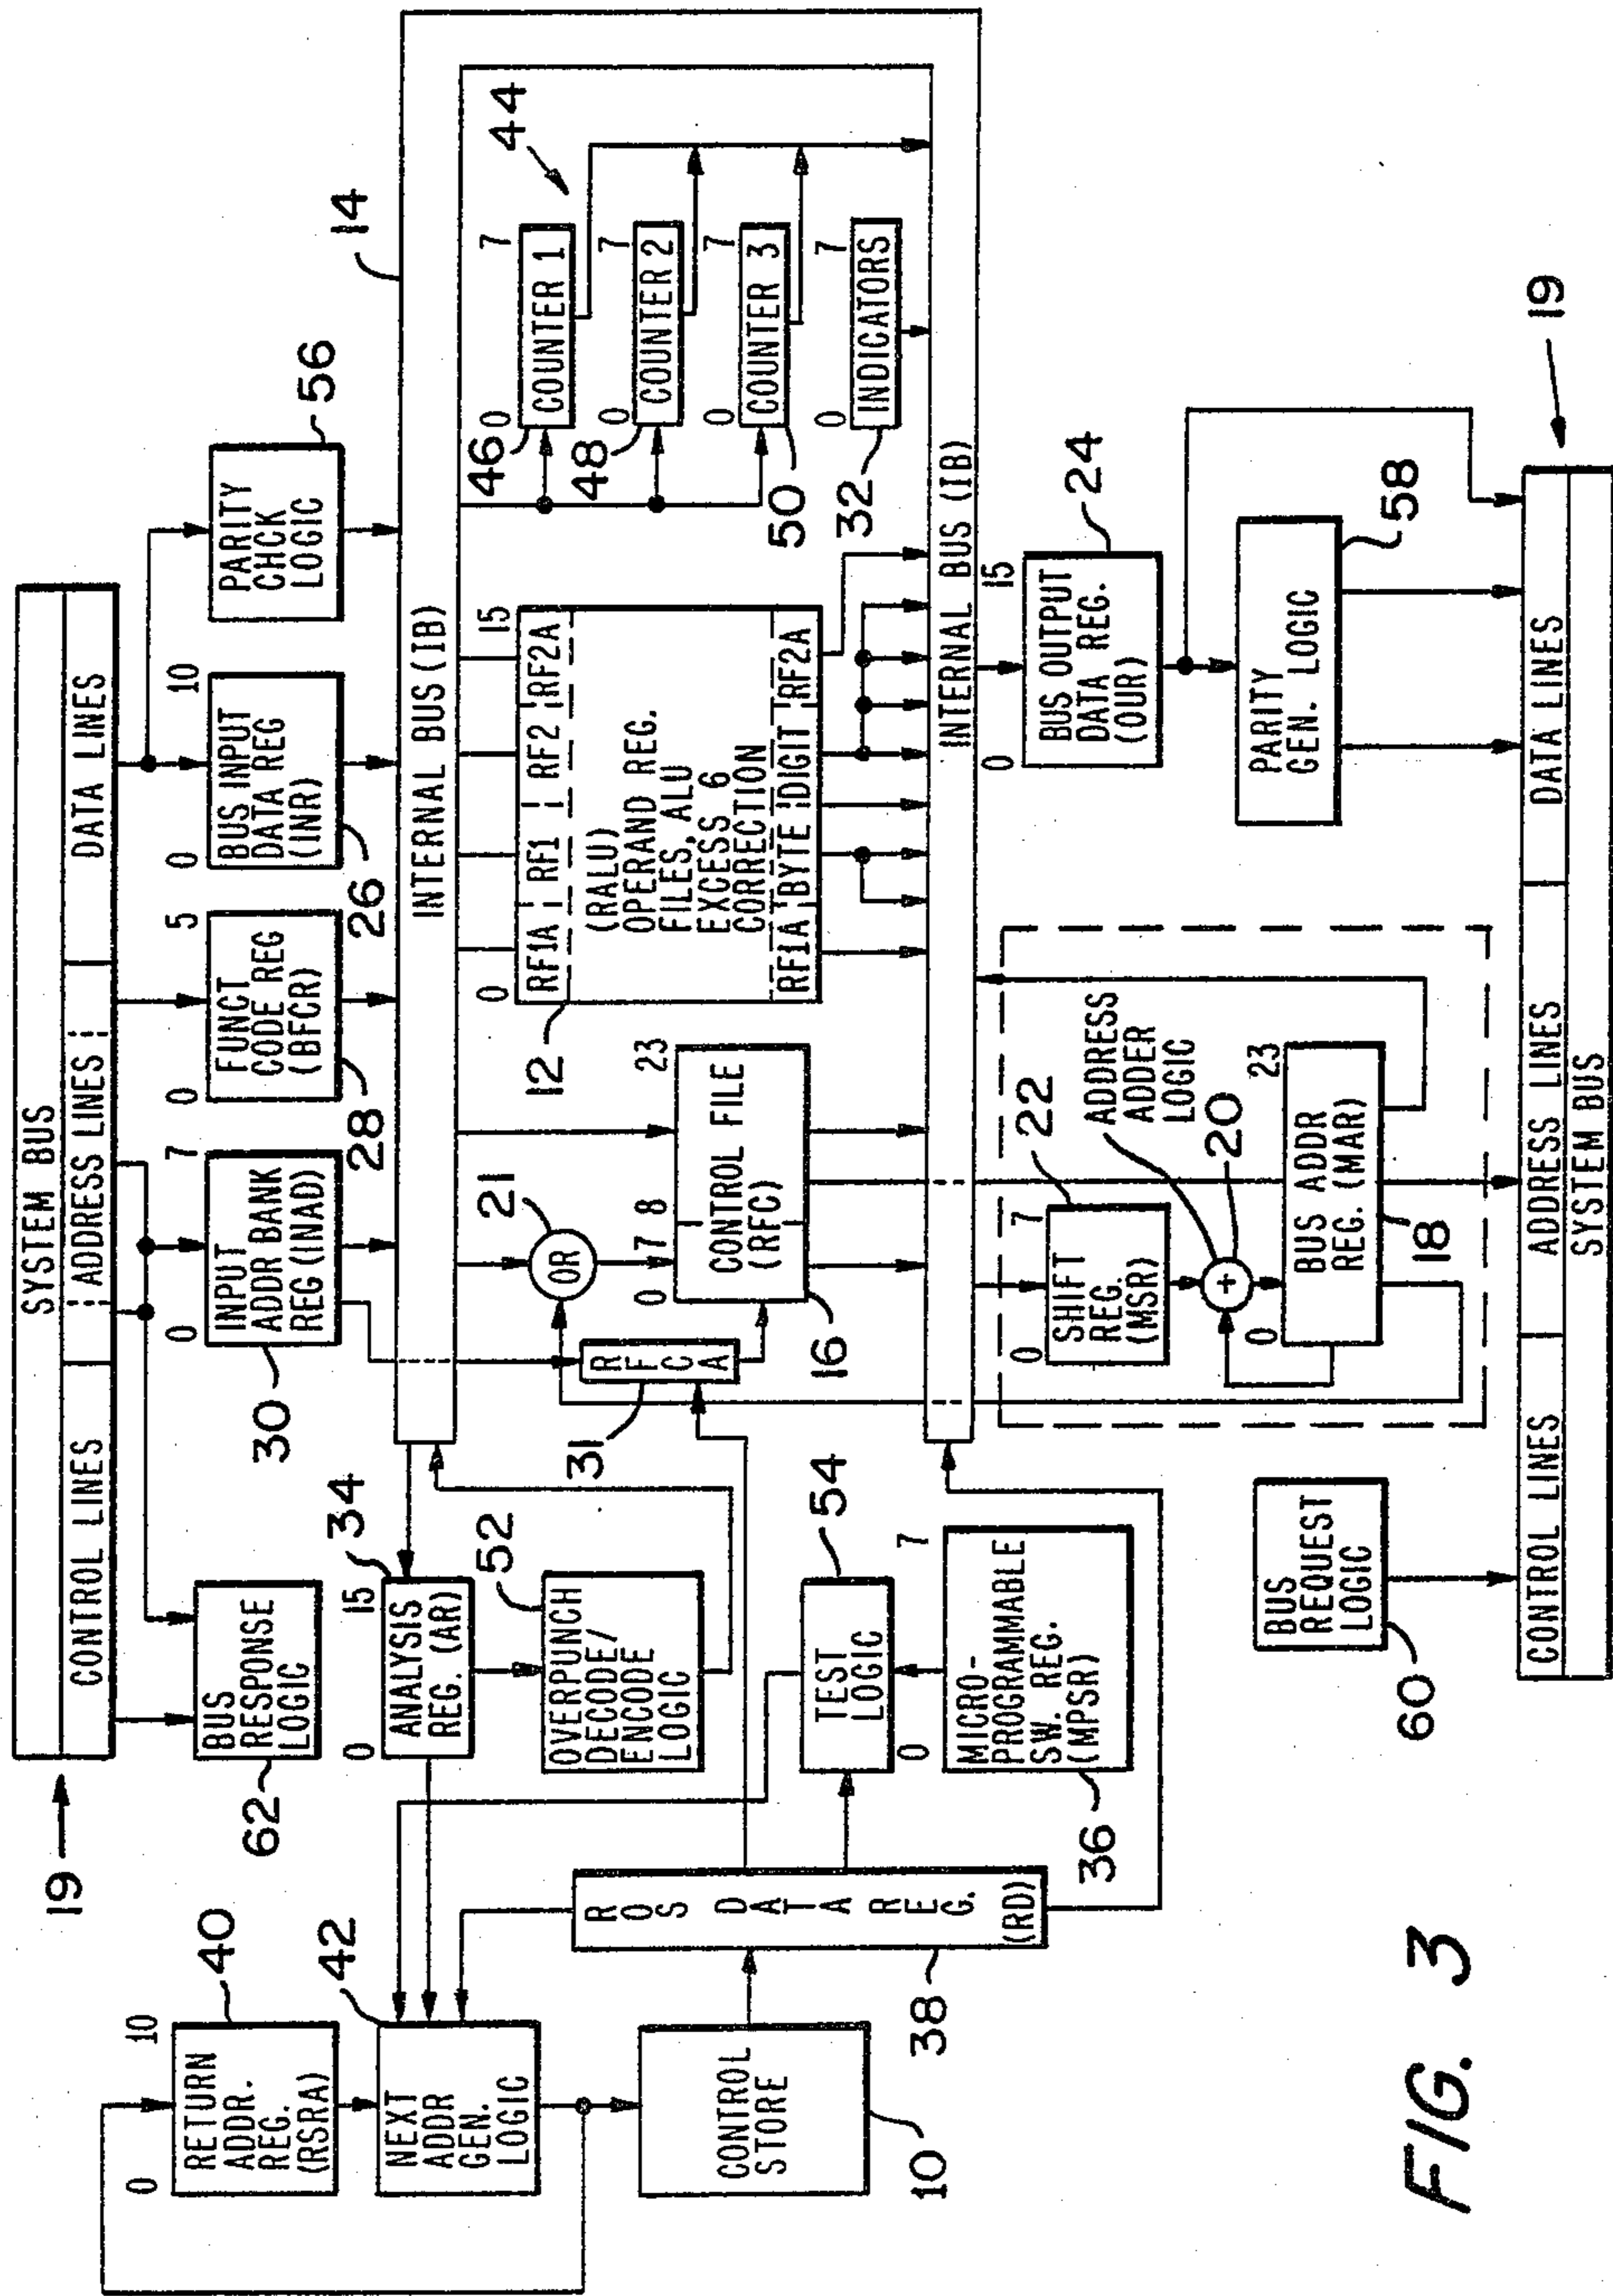 19
SYSTEM BUS
CONTROL LINES
ADDRESS LINES
DATA LINES
62
BUS
RESPONSE
LOGIC
30
0 7
INPUT
ADDR BANK
REG (INAD)
28
0 5
FUNCT
CODE REG
(BFCR)
26
0 10
BUS INPUT
DATA REG
(INR)
56
PARITY
CHCK
LOGIC
14
INTERNAL BUS (IB)
40
0 10
RETURN
ADDR.
REG.
(RSRA)
42
NEXT
ADDR
GEN.
LOGIC
10
CONTROL
STORE
34
0 15
ANALYSIS
REG. (AR)
52
OVERPUNCH
DECODE/
ENCODE
LOGIC
38
ROS DATA REG.
(RD)
54
TEST
LOGIC
36
0 7
MICRO-
PROGRAMMABLE
SW. REG.
(MPSR)
31
RFCA
21
OR
16
0 7 8 23
CONTROL FILE
(RFC)
12
0 15
RF1A RF1 RF2 RF2A
(RALU)
OPERAND REG.
FILES, ALU
EXCESS 6
CORRECTION
RF1A BYTE DIGIT RF2A
44
46
0 7
COUNTER 1
48
0 7
COUNTER 2
50
0 7
COUNTER 3
32
0 7
INDICATORS
INTERNAL BUS (IB)
22
0 7
SHIFT
REG.
(MSR)
ADDRESS
ADDER
LOGIC
20
+
18
0 23
BUS ADDR
REG. (MAR)
24
0 15
BUS OUTPUT
DATA REG.
(OUR)
58
PARITY
GEN. LOGIC
60
BUS
REQUEST
LOGIC
19
CONTROL LINES
ADDRESS LINES
DATA LINES
SYSTEM BUS
FIG. 3